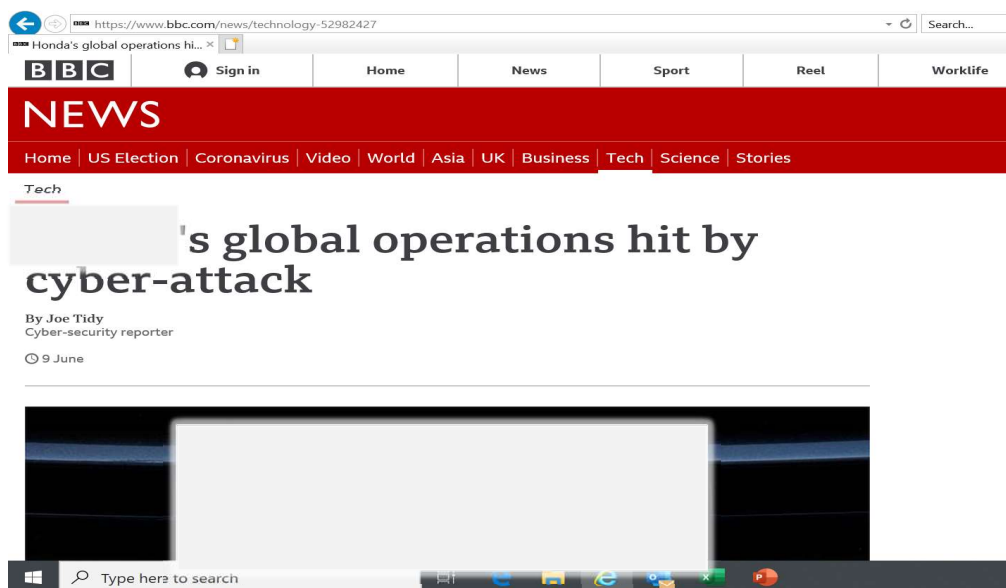 https://www.bbc.com/news/technology-52982427 Search...
Honda's global operations hi... ×
BBC Sign in Home News Sport Reel Worklife
NEWS
Home US Election Coronavirus Video World Asia UK Business Tech Science Stories
Tech
's global operations hit by
cyber-attack
By Joe Tidy
Cyber-security reporter
9 June
Type here to search